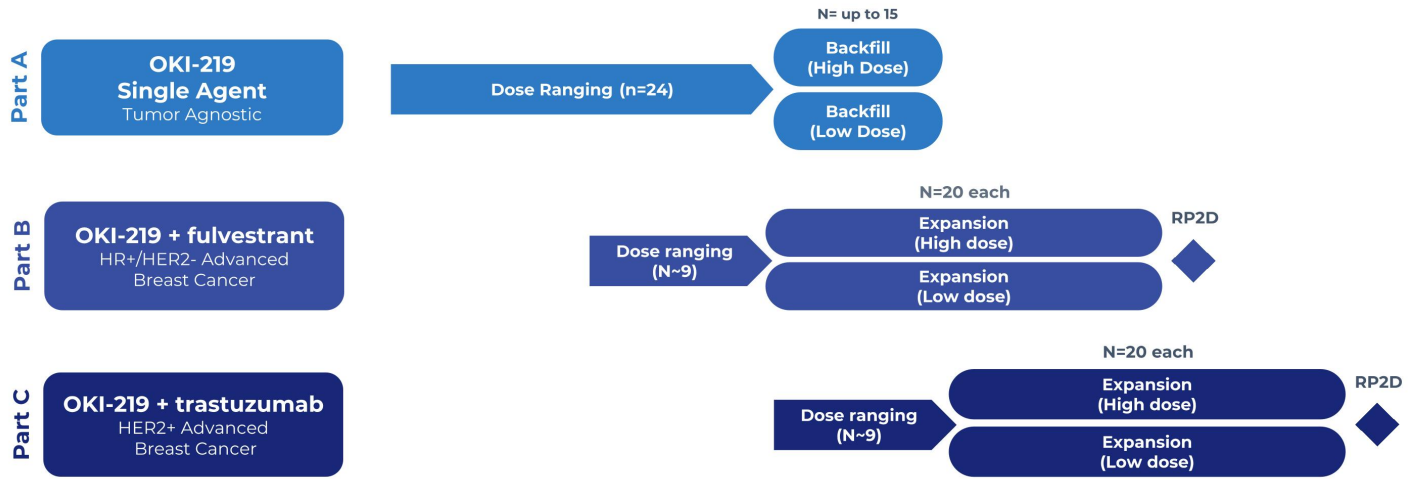 Part A
OKI-219
Single Agent
Tumor Agnostic
Dose Ranging (n=24)
N= up to 15
Backfill
(High Dose)
Backfill
(Low Dose)
Part B
OKI-219 + fulvestrant
HR+/HER2- Advanced
Breast Cancer
Dose ranging
(N~9)
N=20 each
Expansion
(High dose)
Expansion
(Low dose)
RP2D
Part C
OKI-219 + trastuzumab
HER2+ Advanced
Breast Cancer
Dose ranging
(N~9)
N=20 each
Expansion
(High dose)
Expansion
(Low dose)
RP2D